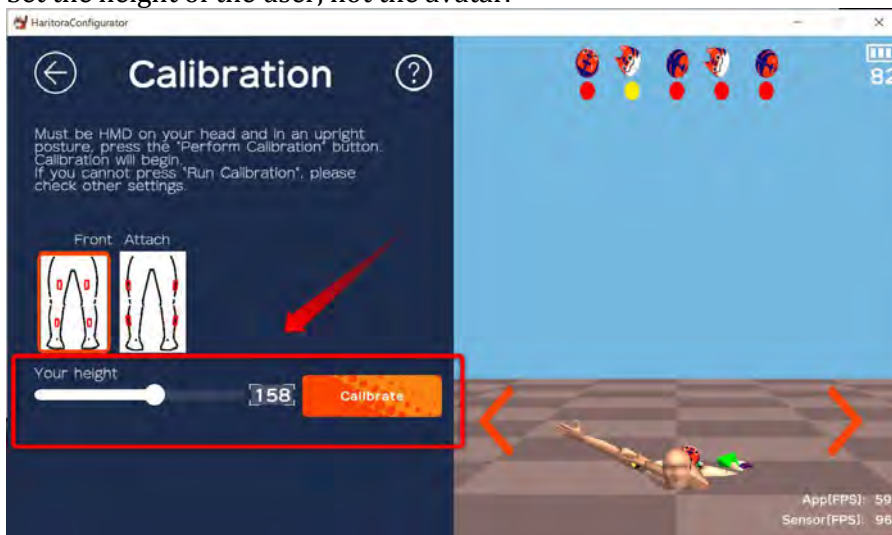 set the height of the user, not the avatar.
HaritoraConfigurator
Calibration
Must be HMD on your head and in an upright
posture, press the "Perform Calibration" button.
Calibration will begin.
If you cannot press "Run Calibration", please
check other settings.
Front Attach
Your height
158
Calibrate
82
App(FPS): 59
Sensor(FPS): 96